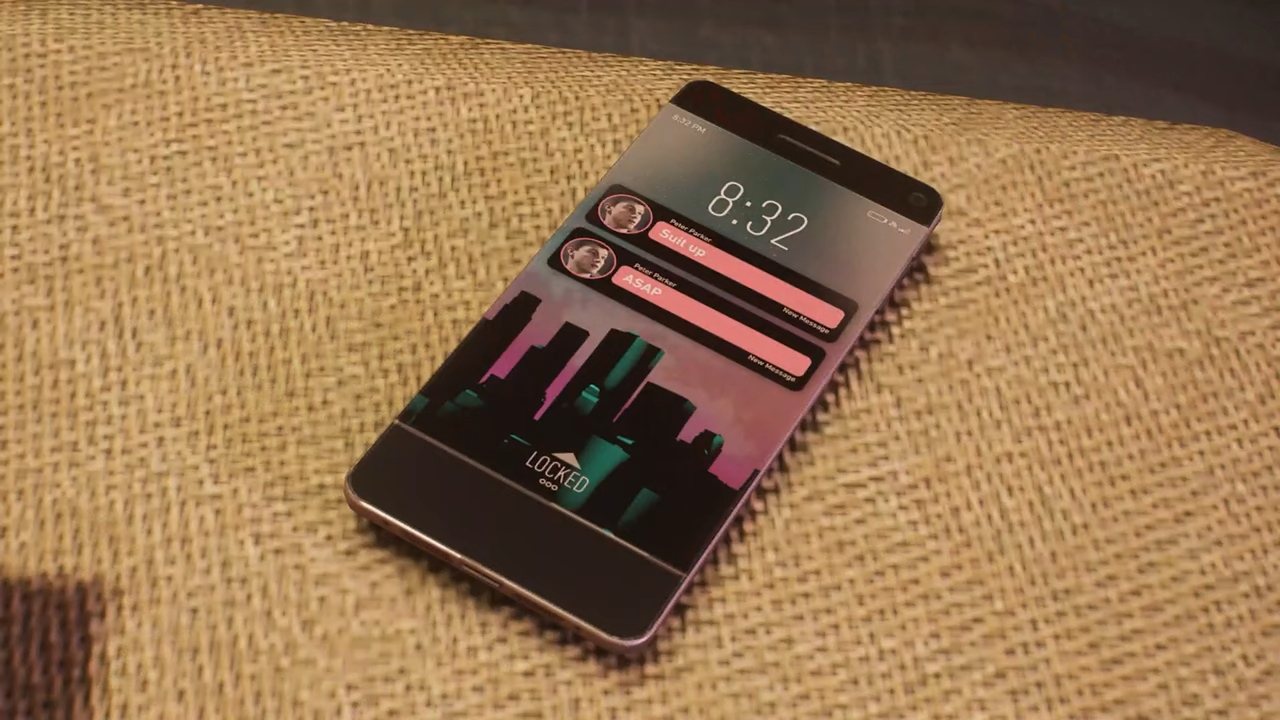 8:32 PM
8:32
Peter Parker
Suit up
New Message
Peter Parker
ASAP
New Message
LOCKED